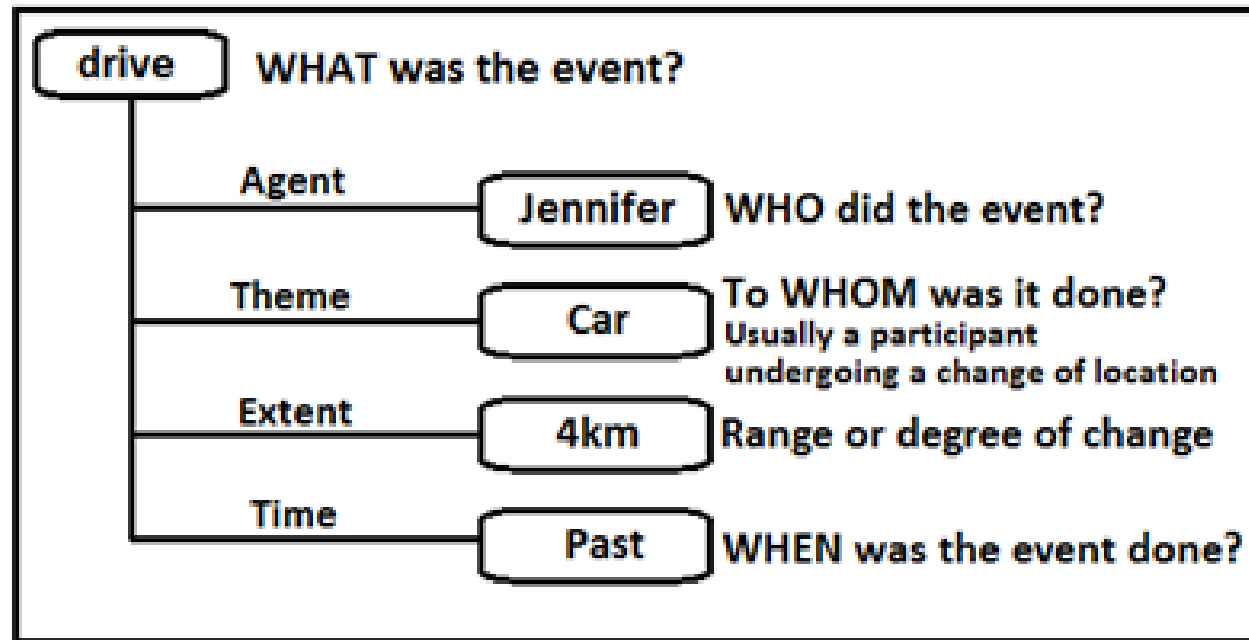 drive WHAT was the event?
Agent
Jennifer WHO did the event?
Theme
Car
To WHOM was it done?
Usually a participant
undergoing a change of location
Extent
4km Range or degree of change
Time
Past WHEN was the event done?